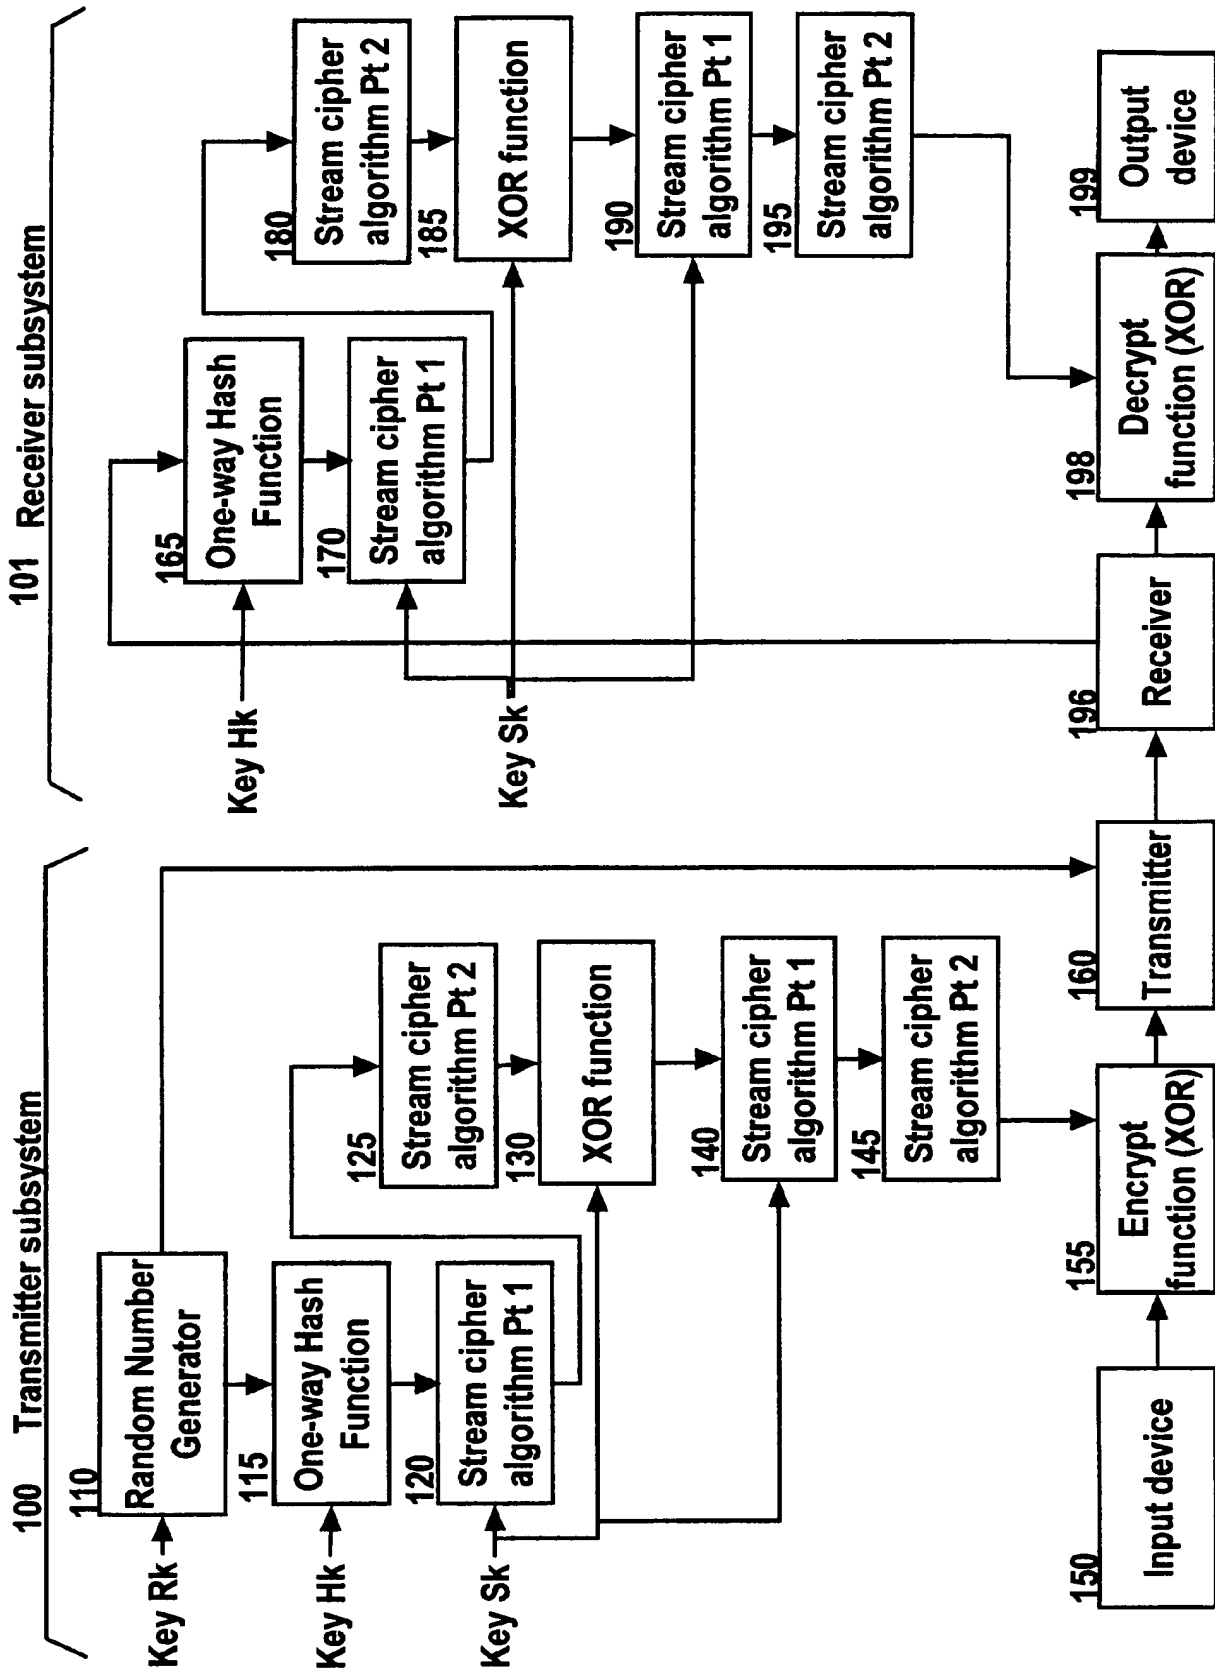 100 Transmitter subsystem
101 Receiver subsystem
110
Random Number
Generator
Key Rk
115
One-way Hash
Function
Key Hk
120
Stream cipher
algorithm Pt 1
Key Sk
125
Stream cipher
algorithm Pt 2
130
XOR function
140
Stream cipher
algorithm Pt 1
145
Stream cipher
algorithm Pt 2
150
Input device
155
Encrypt
function (XOR)
160
Transmitter
165
One-way Hash
Function
Key Hk
170
Stream cipher
algorithm Pt 1
Key Sk
180
Stream cipher
algorithm Pt 2
185
XOR function
190
Stream cipher
algorithm Pt 1
195
Stream cipher
algorithm Pt 2
196
Receiver
198
Decrypt
function (XOR)
199
Output
device